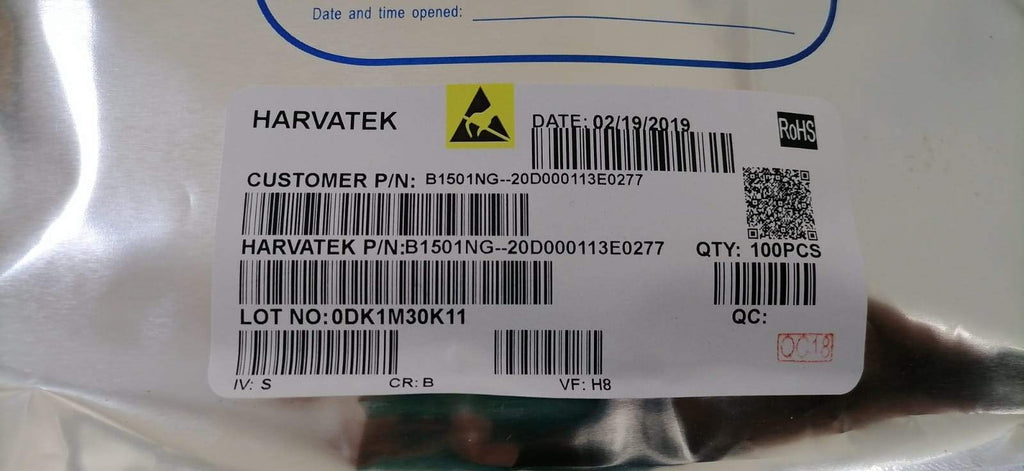 Date and time opened:
HARVATEK
DATE: 02/19/2019
RoHS
CUSTOMER P/N: B1501NG--20D000113E0277
HARVATEK P/N:B1501NG--20D000113E0277
QTY: 100PCS
LOT NO:0DK1M30K11
QC:
QC18
IV: S
CR: B
VF: H8